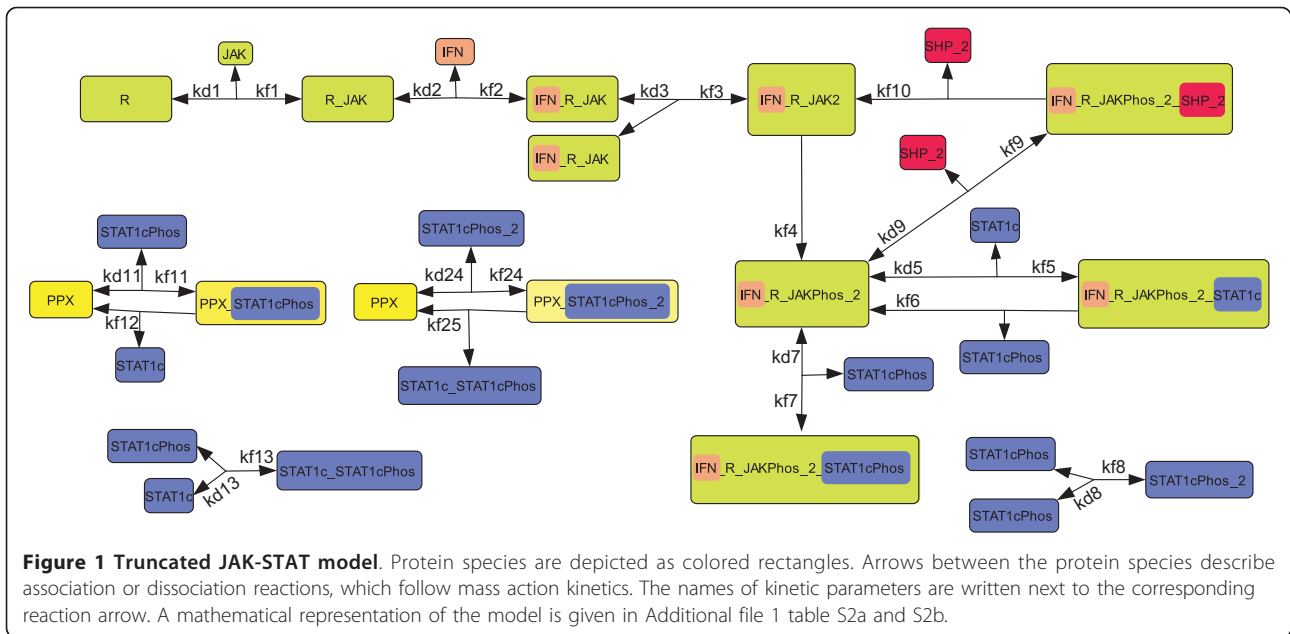 JAK
IFN
SHP_2
R
kd1
kf1
R_JAK
kd2
kf2
IFN_R_JAK
kd3
kf3
IFN_R_JAK2
kf10
IFN_R_JAKPhos_2_SHP_2
IFN_R_JAK
SHP_2
kf9
kd9
kf4
STAT1cPhos
kd11
kf11
PPX
PPX_STAT1cPhos
kf12
STAT1c
STAT1cPhos_2
kd24
kf24
PPX
PPX_STAT1cPhos_2
kf25
STAT1c_STAT1cPhos
STAT1c
kd5
kf5
IFN_R_JAKPhos_2
kf6
IFN_R_JAKPhos_2_STAT1c
STAT1cPhos
kd7
STAT1cPhos
kf7
IFN_R_JAKPhos_2_STAT1cPhos
STAT1cPhos
kf13
STAT1c_STAT1cPhos
STAT1c
kd13
STAT1cPhos
kf8
STAT1cPhos_2
kd8
STAT1cPhos
Figure 1 Truncated JAK-STAT model. Protein species are depicted as colored rectangles. Arrows between the protein species describe
association or dissociation reactions, which follow mass action kinetics. The names of kinetic parameters are written next to the corresponding
reaction arrow. A mathematical representation of the model is given in Additional file 1 table S2a and S2b.